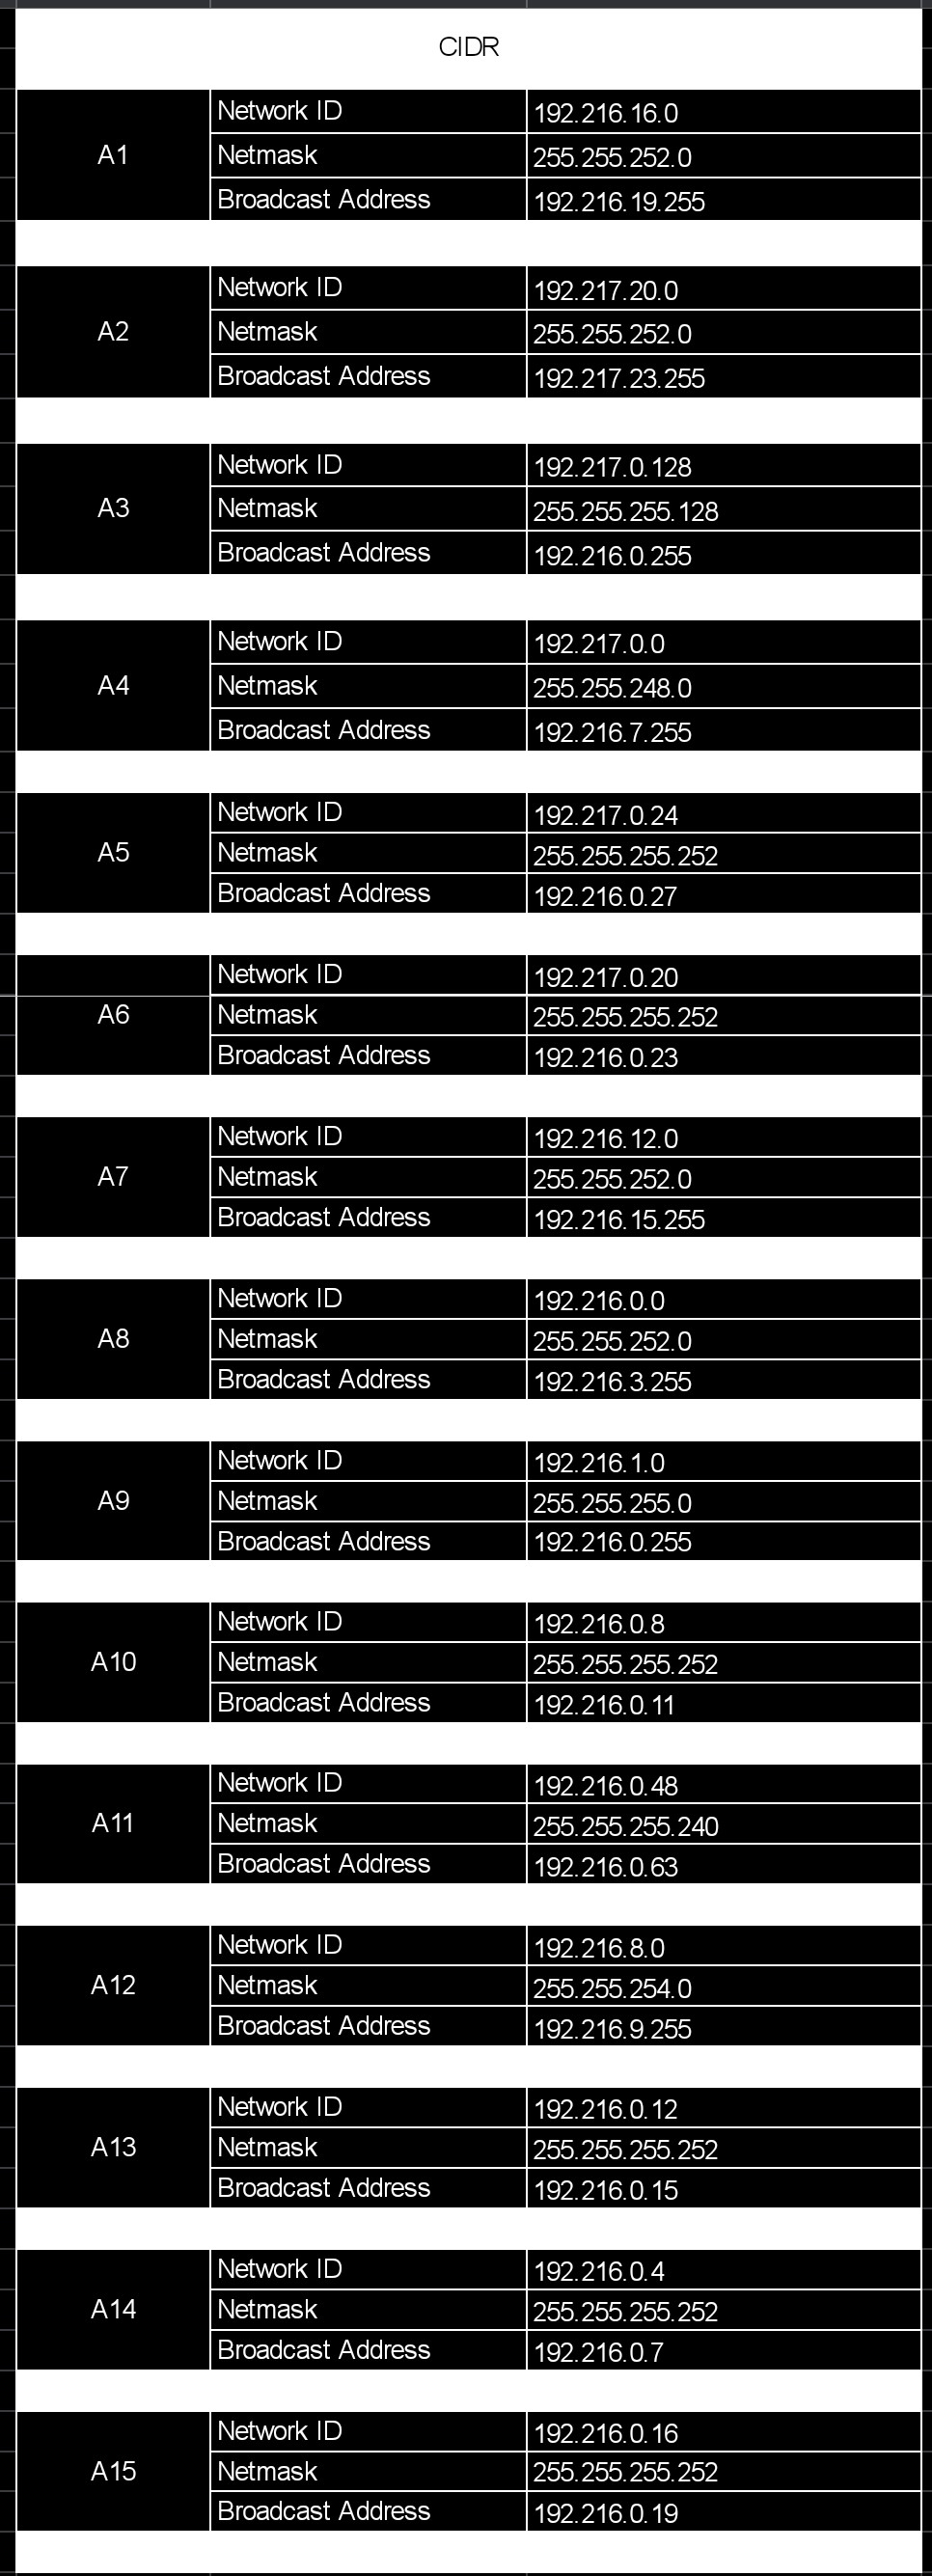 CIDR
A1
Network ID 192.216.16.0
Netmask 255.255.252.0
Broadcast Address 192.216.19.255
A2
Network ID 192.217.20.0
Netmask 255.255.252.0
Broadcast Address 192.217.23.255
A3
Network ID 192.217.0.128
Netmask 255.255.255.128
Broadcast Address 192.216.0.255
A4
Network ID 192.217.0.0
Netmask 255.255.248.0
Broadcast Address 192.216.7.255
A5
Network ID 192.217.0.24
Netmask 255.255.255.252
Broadcast Address 192.216.0.27
A6
Network ID 192.217.0.20
Netmask 255.255.255.252
Broadcast Address 192.216.0.23
A7
Network ID 192.216.12.0
Netmask 255.255.252.0
Broadcast Address 192.216.15.255
A8
Network ID 192.216.0.0
Netmask 255.255.252.0
Broadcast Address 192.216.3.255
A9
Network ID 192.216.1.0
Netmask 255.255.255.0
Broadcast Address 192.216.0.255
A10
Network ID 192.216.0.8
Netmask 255.255.255.252
Broadcast Address 192.216.0.11
A11
Network ID 192.216.0.48
Netmask 255.255.255.240
Broadcast Address 192.216.0.63
A12
Network ID 192.216.8.0
Netmask 255.255.254.0
Broadcast Address 192.216.9.255
A13
Network ID 192.216.0.12
Netmask 255.255.255.252
Broadcast Address 192.216.0.15
A14
Network ID 192.216.0.4
Netmask 255.255.255.252
Broadcast Address 192.216.0.7
A15
Network ID 192.216.0.16
Netmask 255.255.255.252
Broadcast Address 192.216.0.19